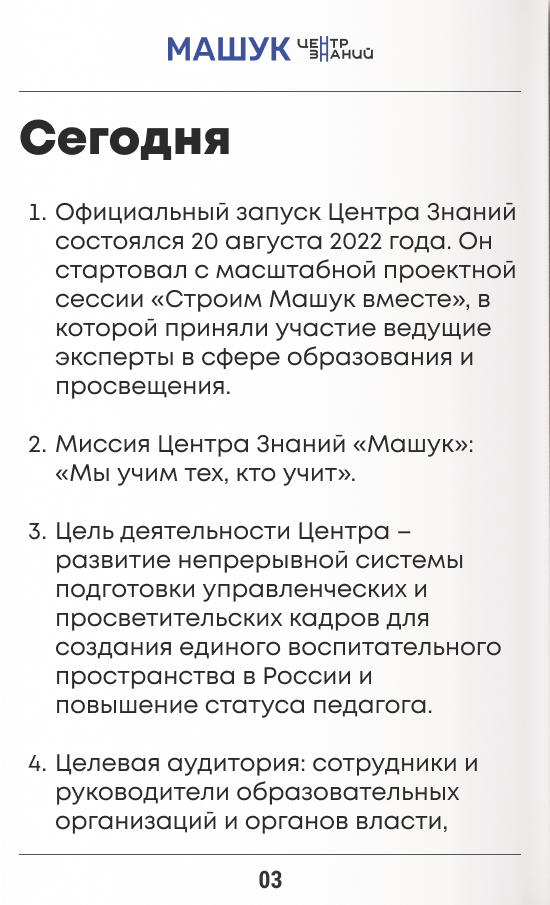 МАШУК ЦЕНТР ЗНАНИЙ
Сегодня
1. Официальный запуск Центра Знаний
состоялся 20 августа 2022 года. Он
стартовал с масштабной проектной
сессии «Строим Машук вместе», в
которой приняли участие ведущие
эксперты в сфере образования и
просвещения.
2. Миссия Центра Знаний «Машук»:
«Мы учим тех, кто учит».
3. Цель деятельности Центра –
развитие непрерывной системы
подготовки управленческих и
просветительских кадров для
создания единого воспитательного
пространства в России и
повышение статуса педагога.
4. Целевая аудитория: сотрудники и
руководители образовательных
организаций и органов власти,
03